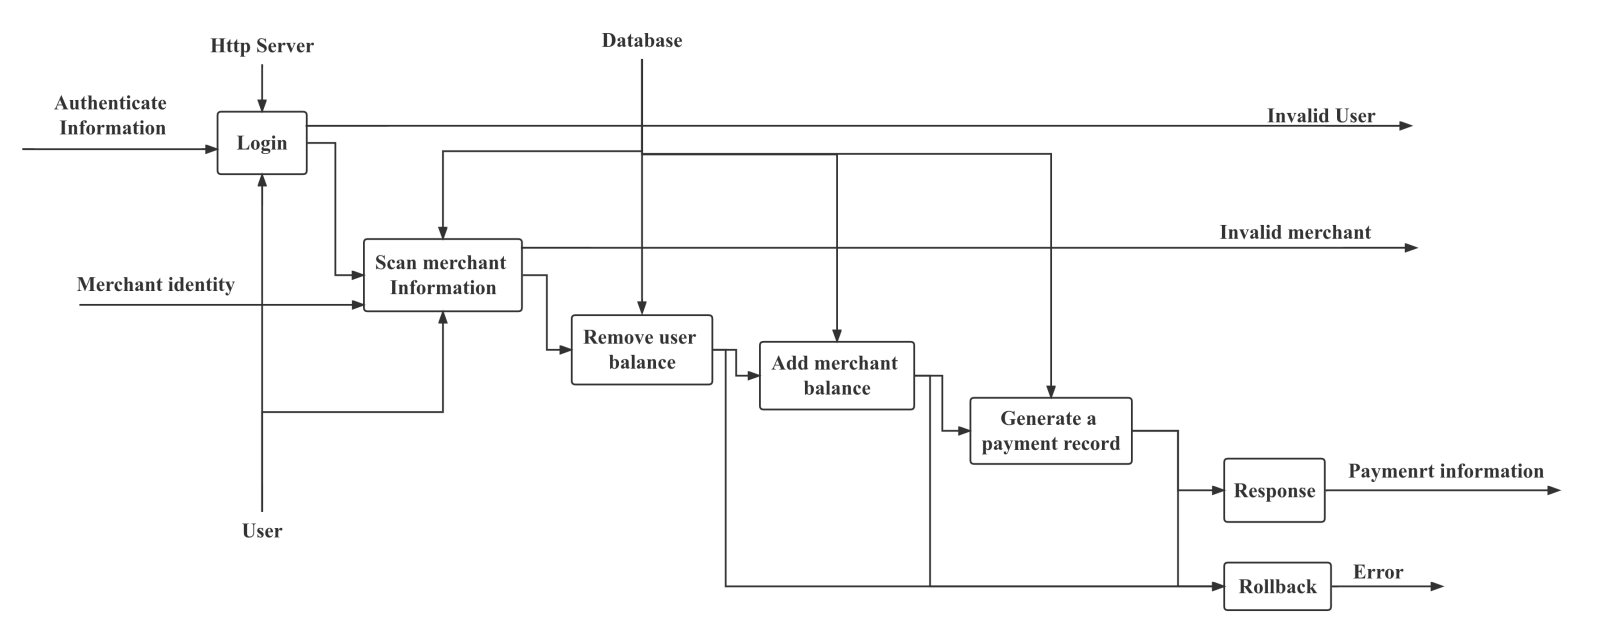 Http Server
Database
Authenticate
Information
Login
Invalid User
Invalid merchant
Scan merchant
Information
Merchant identity
Remove user
balance
Add merchant
balance
Generate a
payment record
Response
Paymenrt information
User
Rollback
Error